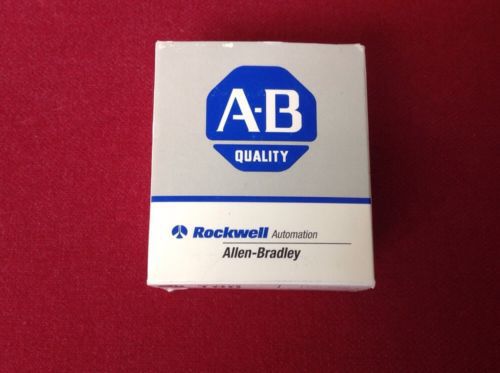 A-B
QUALITY
Rockwell Automation
Allen-Bradley